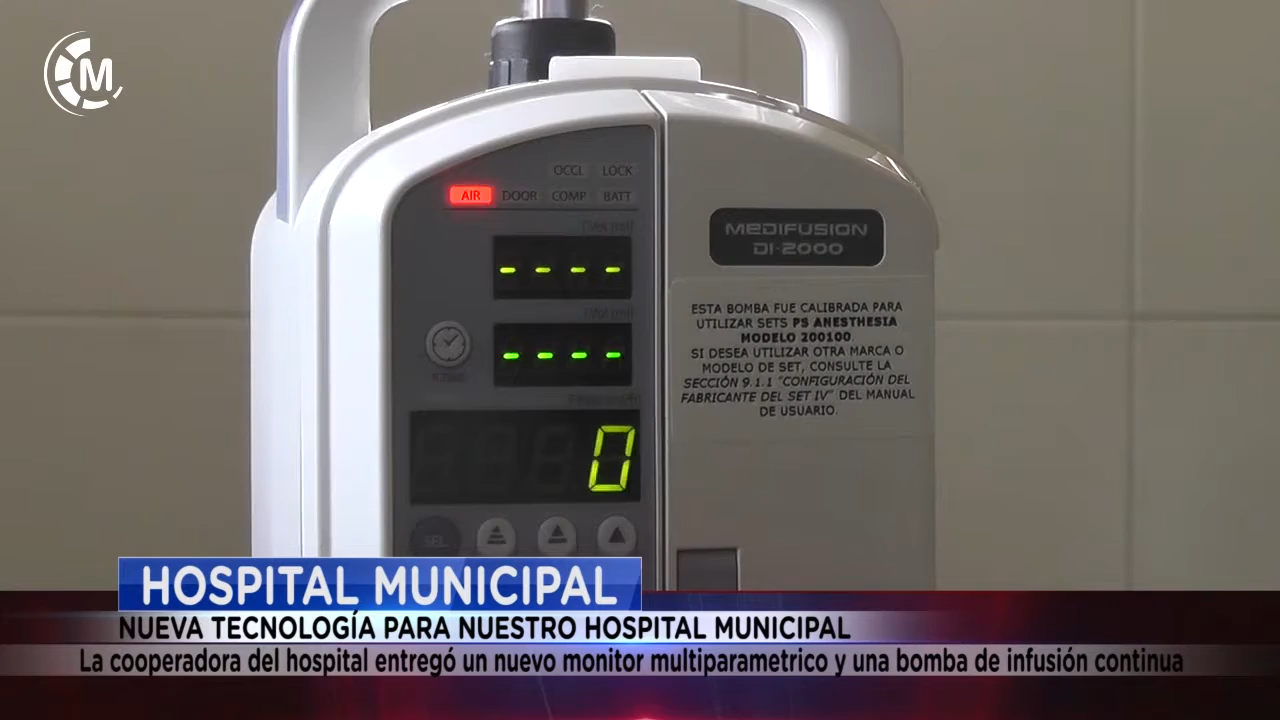 M
OCCL LOCK
AIR DOOR COMP BATT
MEDIFUSION
DI-2000
ESTA BOMBA FUE CALIBRADA PARA
UTILIZAR SETS PS ANESTHESIA
MODELO 200100.
SI DESEA UTILIZAR OTRA MARCA O
MODELO DE SET, CONSULTE LA
SECCIÓN 9.1.1 "CONFIGURACIÓN DEL
FABRICANTE DEL SET IV" DEL MANUAL
DE USUARIO.
- - - -
- - - -
0
SEL
HOSPITAL MUNICIPAL
NUEVA TECNOLOGÍA PARA NUESTRO HOSPITAL MUNICIPAL
La cooperadora del hospital entregó un nuevo monitor multiparametrico y una bomba de infusión continua